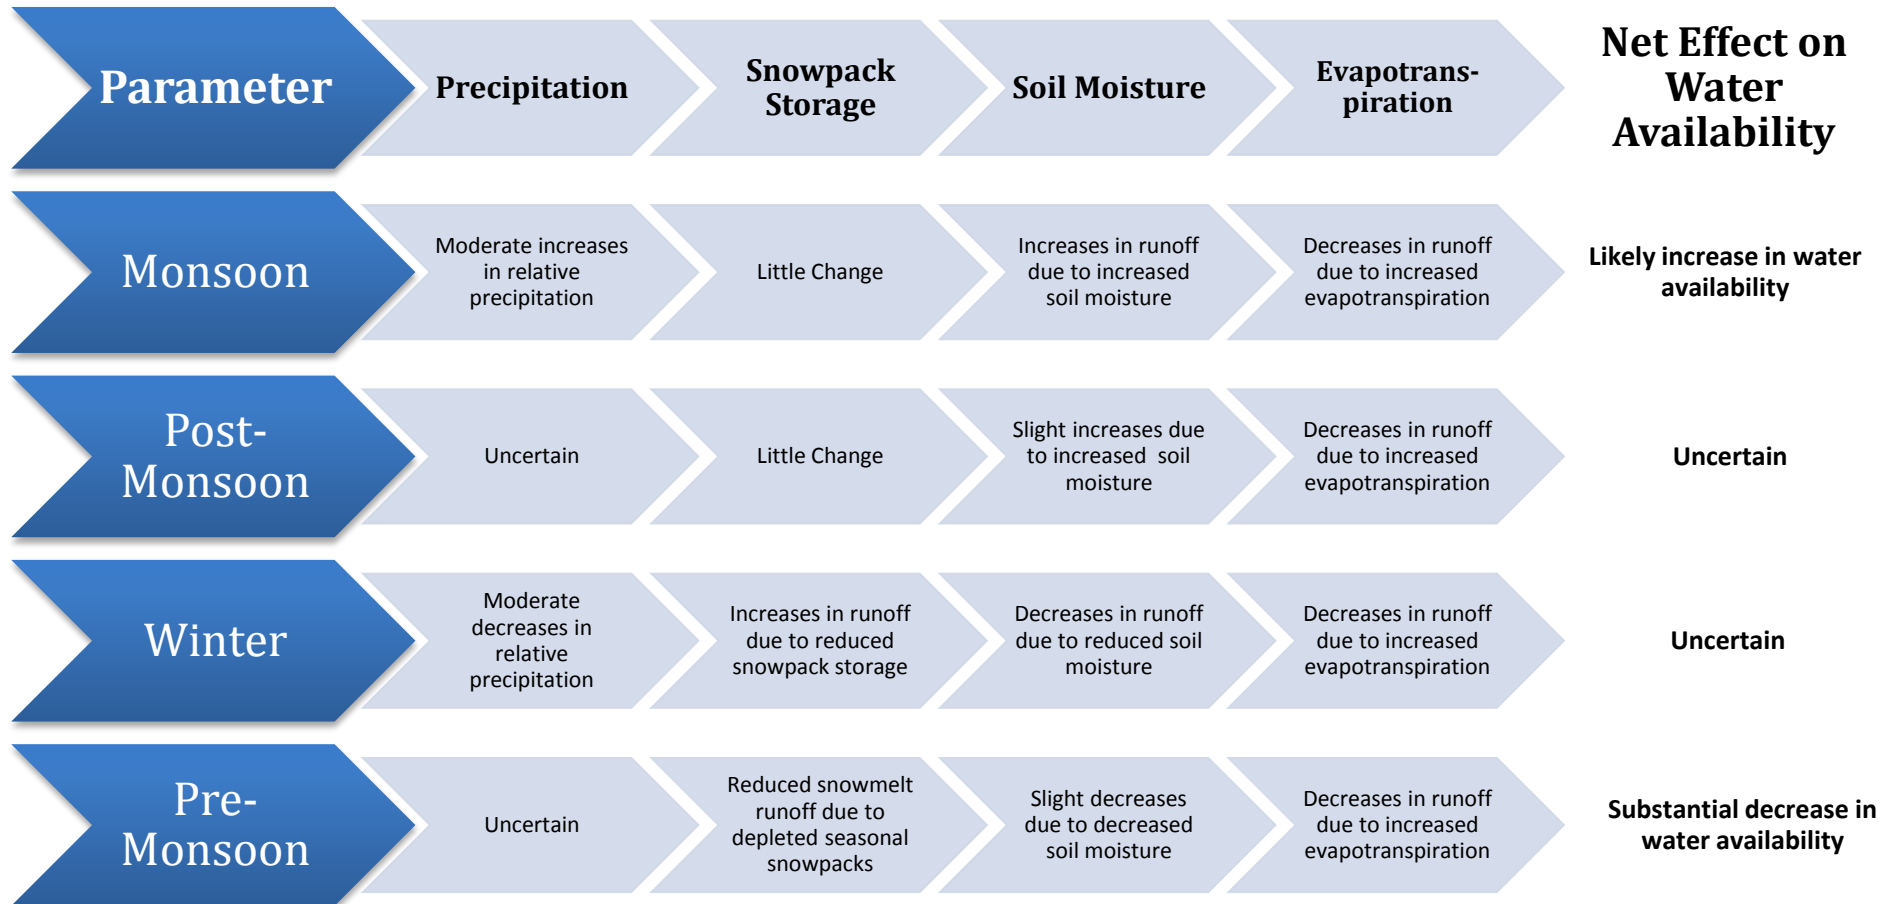 Parameter
Precipitation
Snowpack
Storage
Soil Moisture
Evapotrans-
piration
Net Effect on
Water
Availability
Monsoon
Moderate increases
in relative
precipitation
Little Change
Increases in runoff
due to increased
soil moisture
Decreases in runoff
due to increased
evapotranspiration
Likely increase in water
availability
Post-
Monsoon
Uncertain
Little Change
Slight increases due
to increased soil
moisture
Decreases in runoff
due to increased
evapotranspiration
Uncertain
Winter
Moderate
decreases in
relative
precipitation
Increases in runoff
due to reduced
snowpack storage
Decreases in runoff
due to reduced soil
moisture
Decreases in runoff
due to increased
evapotranspiration
Uncertain
Pre-
Monsoon
Uncertain
Reduced snowmelt
runoff due to
depleted seasonal
snowpacks
Slight decreases
due to decreased
soil moisture
Decreases in runoff
due to increased
evapotranspiration
Substantial decrease in
water availability